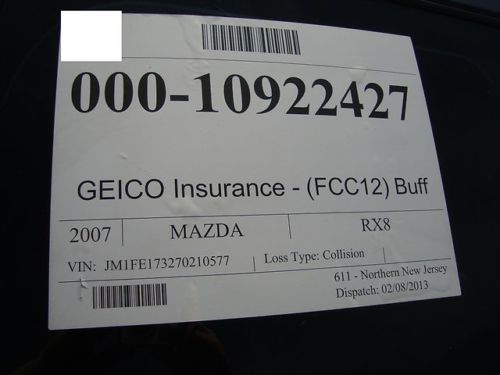 000-10922427
GEICO Insurance - (FCC12) Buff
2007 MAZDA RX8
VIN: JM1FE173270210577 Loss Type: Collision
611 - Northern New Jersey
Dispatch: 02/08/2013